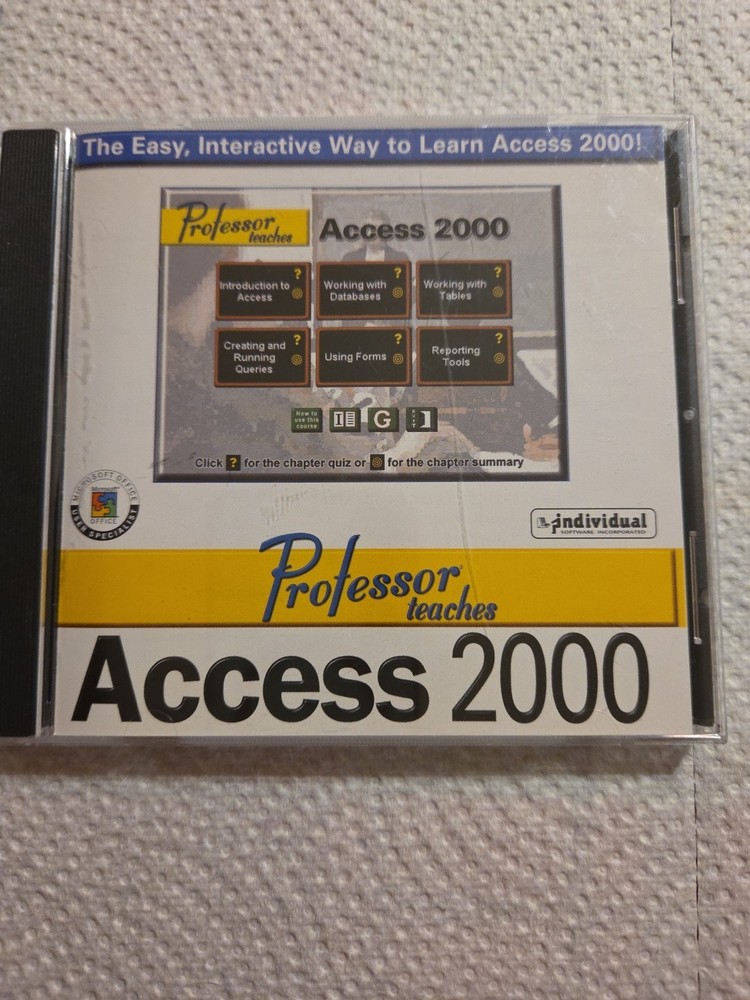 The Easy, Interactive Way to Learn Access 2000!
Professor teaches
Access 2000
?
Introduction to Access
?
Working with Databases
?
Working with Tables
?
Creating and Running Queries
?
Using Forms
?
Reporting Tools
How to use this course
G
EXIT
Click ? for the chapter quiz or for the chapter summary
MICROSOFT OFFICE
Microsoft
OFFICE
USER SPECIALIST
individual
SOFTWARE INCORPORATED
Professor
teaches
Access 2000